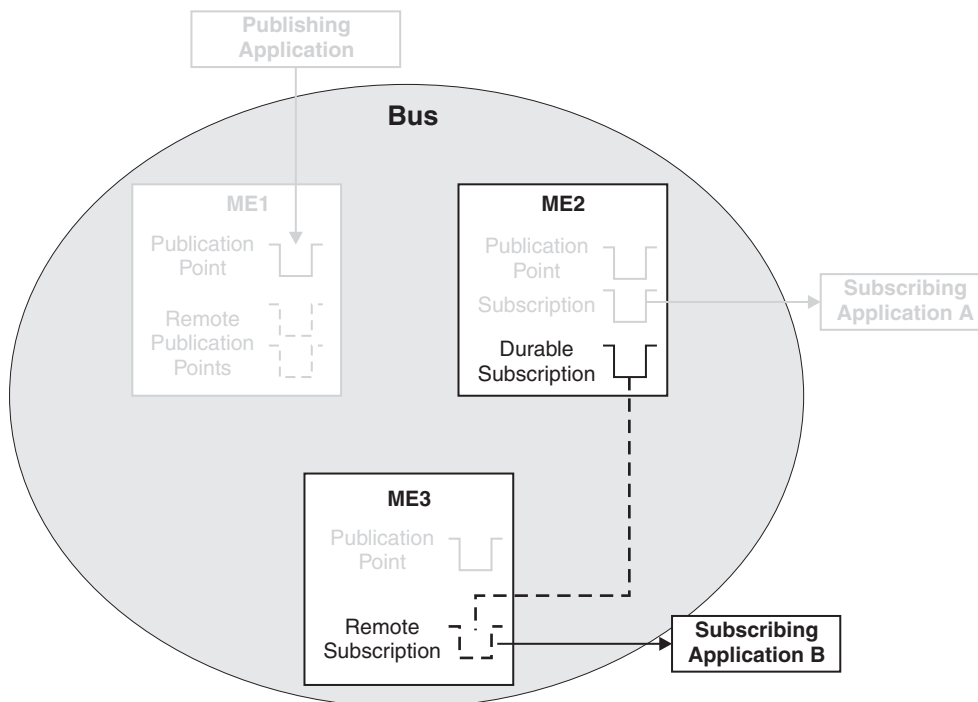 Publishing
Application
Bus
ME1
Publication
Point
Remote
Publication
Points
ME2
Publication
Point
Subscription
Durable
Subscription
Subscribing
Application A
ME3
Publication
Point
Remote
Subscription
Subscribing
Application B